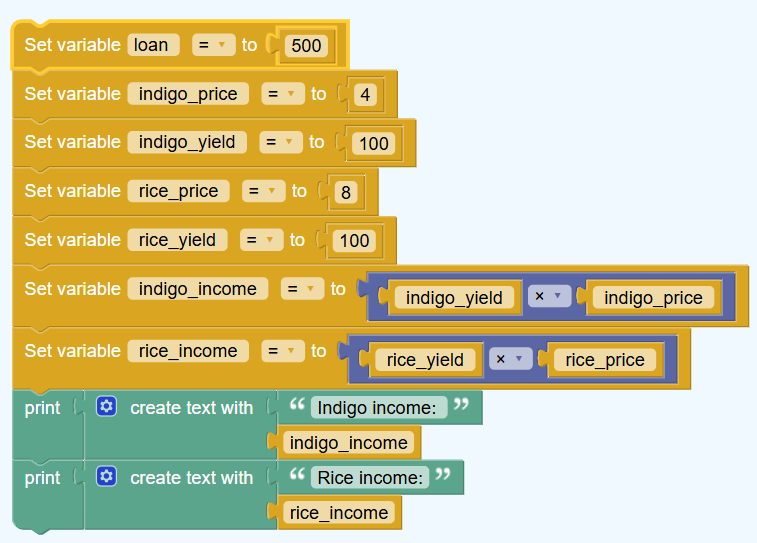 Set variable loan = to 500
Set variable indigo_price = to 4
Set variable indigo_yield = to 100
Set variable rice_price = to 8
Set variable rice_yield = to 100
Set variable indigo_income = to indigo_yield × indigo_price
Set variable rice_income = to rice_yield × rice_price
print create text with “ Indigo income: ”
indigo_income
print create text with “ Rice income: ”
rice_income